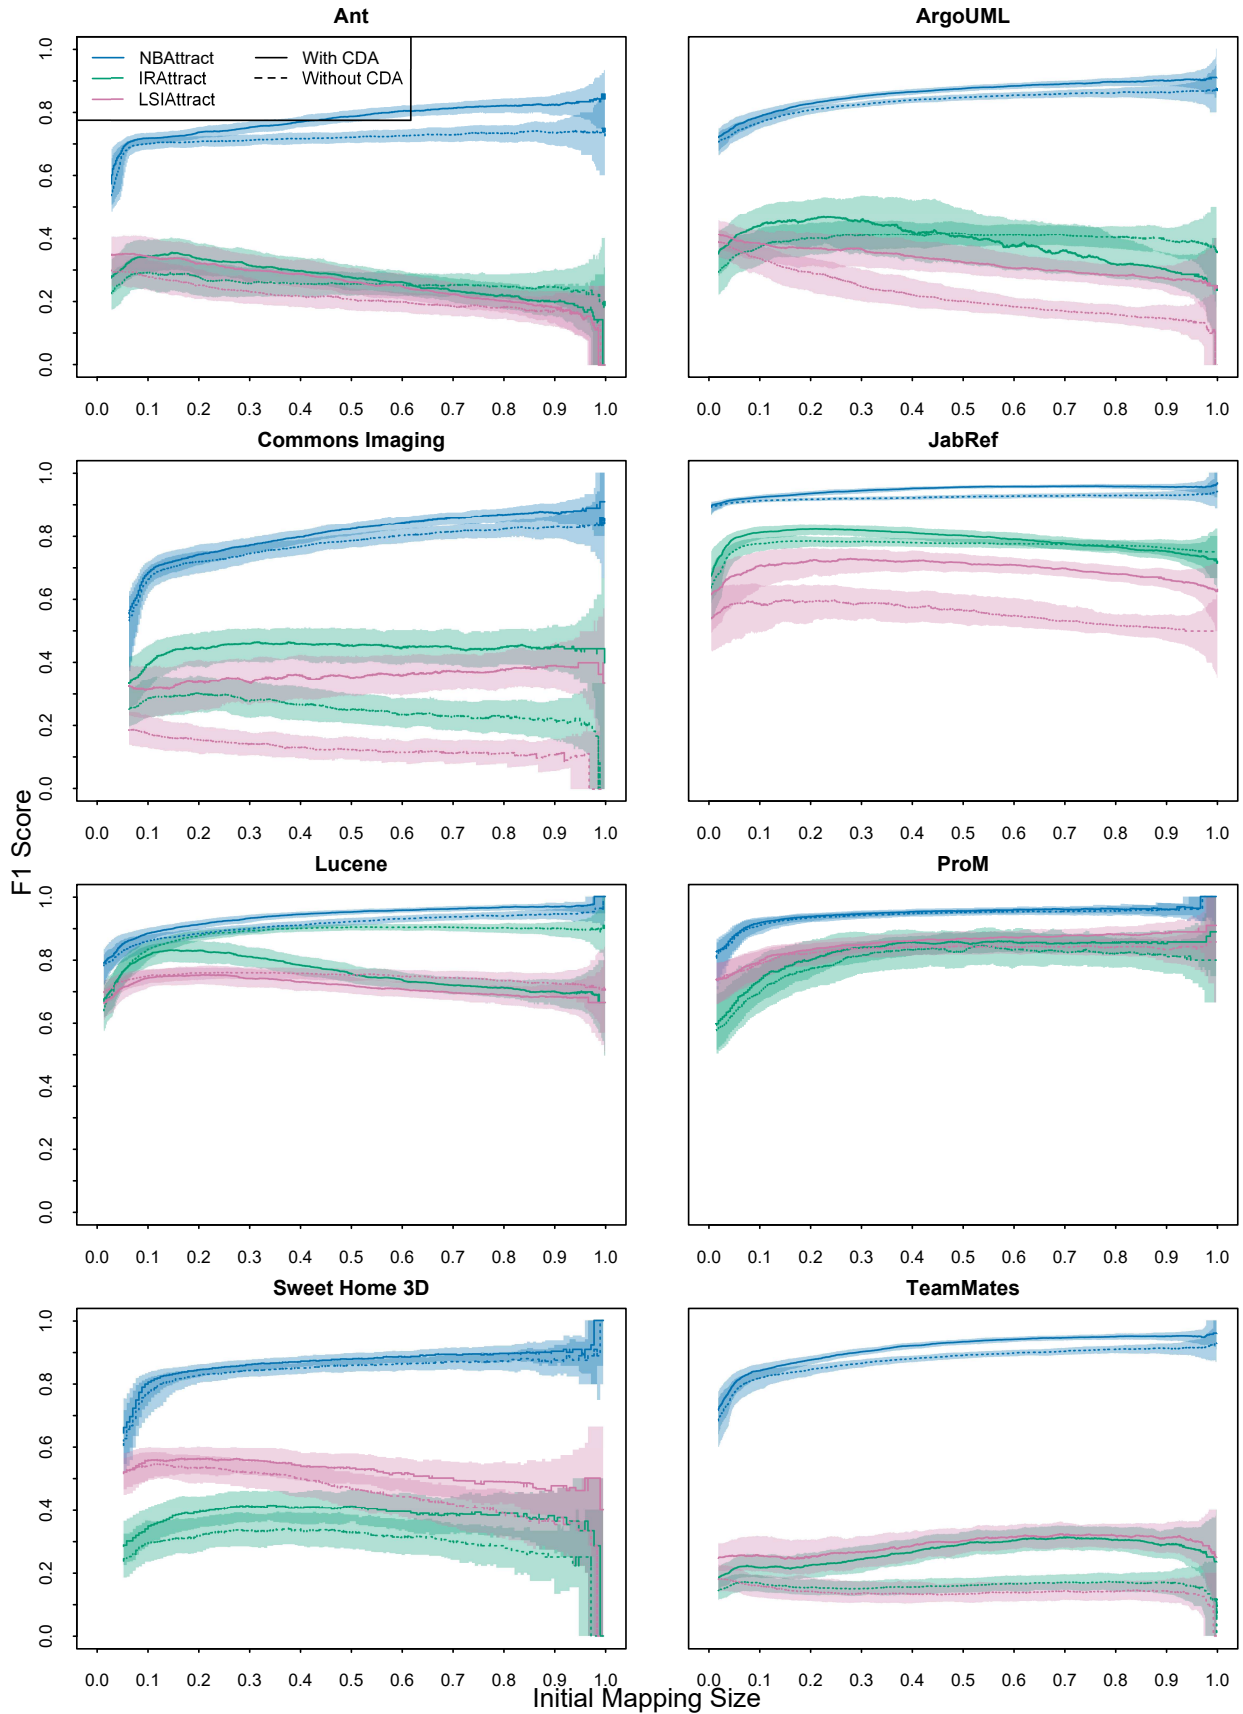 Ant
ArgoUML
NBAttract
IRAttract
LSIAttract
With CDA
Without CDA
0.0 0.2 0.4 0.6 0.8 1.0
0.0 0.1 0.2 0.3 0.4 0.5 0.6 0.7 0.8 0.9 1.0
0.0 0.1 0.2 0.3 0.4 0.5 0.6 0.7 0.8 0.9 1.0
Commons Imaging
JabRef
0.0 0.2 0.4 0.6 0.8 1.0
0.0 0.1 0.2 0.3 0.4 0.5 0.6 0.7 0.8 0.9 1.0
0.0 0.1 0.2 0.3 0.4 0.5 0.6 0.7 0.8 0.9 1.0
F1 Score
Lucene
ProM
0.0 0.2 0.4 0.6 0.8 1.0
0.0 0.1 0.2 0.3 0.4 0.5 0.6 0.7 0.8 0.9 1.0
0.0 0.1 0.2 0.3 0.4 0.5 0.6 0.7 0.8 0.9 1.0
Sweet Home 3D
TeamMates
0.0 0.2 0.4 0.6 0.8 1.0
0.0 0.1 0.2 0.3 0.4 0.5 0.6 0.7 0.8 0.9 1.0
0.0 0.1 0.2 0.3 0.4 0.5 0.6 0.7 0.8 0.9 1.0
Initial Mapping Size